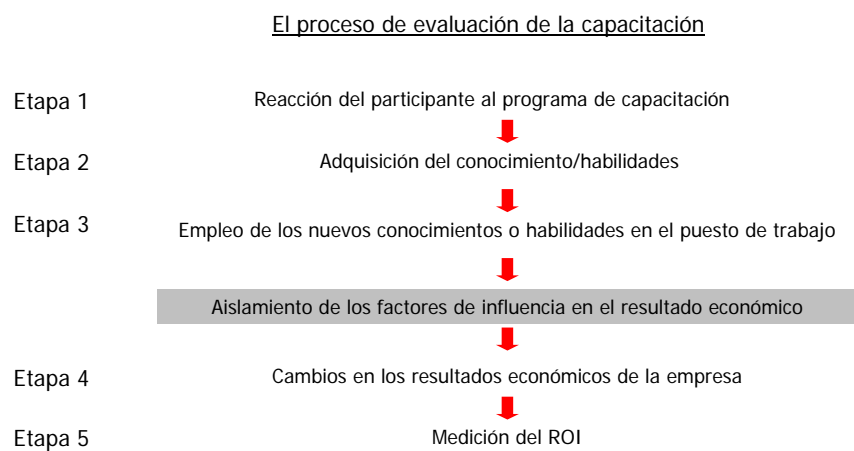 El proceso de evaluación de la capacitación
Etapa 1 Reacción del participante al programa de capacitación
Etapa 2 Adquisición del conocimiento/habilidades
Etapa 3 Empleo de los nuevos conocimientos o habilidades en el puesto de trabajo
Aislamiento de los factores de influencia en el resultado económico
Etapa 4 Cambios en los resultados económicos de la empresa
Etapa 5 Medición del ROI